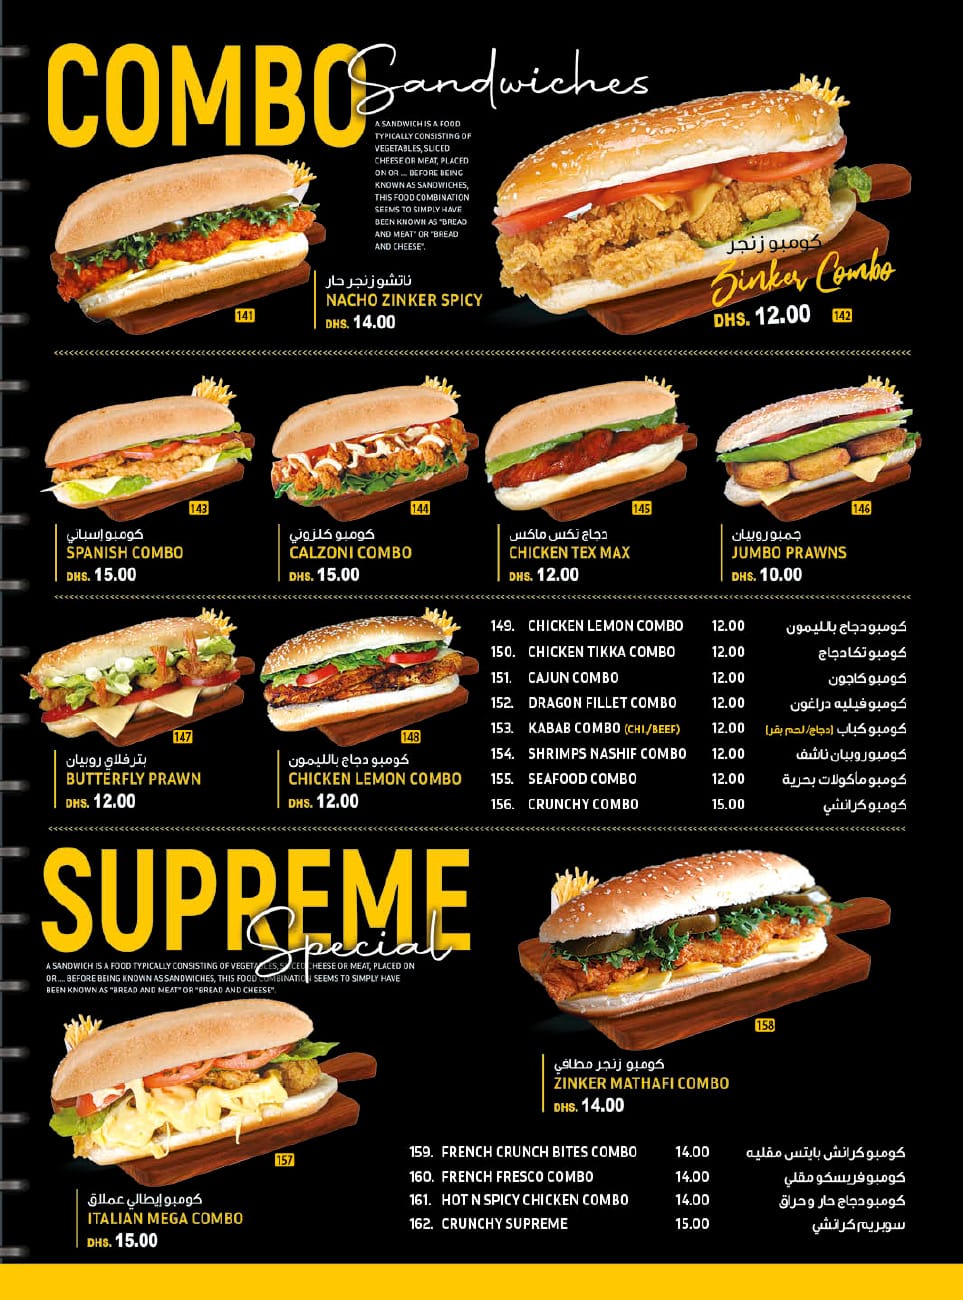 COMBO
Sandwiches
A SANDWICH IS A FOOD
TYPICALLY CONSISTING OF
VEGETABLES, SLICED
CHEESE OR MEAT, PLACED
ON OR ... BEFORE BEING
KNOWN AS SANDWICHES,
THIS FOOD COMBINATION
SEEMS TO SIMPLY HAVE
BEEN KNOWN AS "BREAD
AND MEAT" OR "BREAD
AND CHEESE".
ناتشو زنجر حار
NACHO ZINKER SPICY
DHS. 14.00
141
كومبو زنجر
Zinker Combo
DHS. 12.00
142
143
كومبو إسباني
SPANISH COMBO
DHS. 15.00
144
كومبو كلزوني
CALZONI COMBO
DHS. 15.00
145
دجاج تكس ماكس
CHICKEN TEX MAX
DHS. 12.00
146
جمبو روبيان
JUMBO PRAWNS
DHS. 10.00
147
بترفلاي روبيان
BUTTERFLY PRAWN
DHS. 12.00
148
كومبو دجاج بالليمون
CHICKEN LEMON COMBO
DHS. 12.00
149. CHICKEN LEMON COMBO 12.00 كومبو دجاج بالليمون
150. CHICKEN TIKKA COMBO 12.00 كومبو تكا دجاج
151. CAJUN COMBO 12.00 كومبو كاجون
152. DRAGON FILLET COMBO 12.00 كومبو فيليه دراغون
153. KABAB COMBO (CHI./BEEF) 12.00 كومبو كباب (دجاج/لحم بقر)
154. SHRIMPS NASHIF COMBO 12.00 كومبو روبيان ناشف
155. SEAFOOD COMBO 12.00 كومبو مأكولات بحرية
156. CRUNCHY COMBO 15.00 كومبو كرانشي
SUPREME
Special
A SANDWICH IS A FOOD TYPICALLY CONSISTING OF VEGETABLES, SLICED CHEESE OR MEAT, PLACED ON
OR ... BEFORE BEING KNOWN AS SANDWICHES, THIS FOOD COMBINATION SEEMS TO SIMPLY HAVE
BEEN KNOWN AS "BREAD AND MEAT" OR "BREAD AND CHEESE".
158
كومبو زنجر مطافي
ZINKER MATHAFI COMBO
DHS. 14.00
157
كومبو إيطالي عملاق
ITALIAN MEGA COMBO
DHS. 15.00
159. FRENCH CRUNCH BITES COMBO 14.00 كومبو كرانش بايتس مقليه
160. FRENCH FRESCO COMBO 14.00 كومبو فريسكو مقلي
161. HOT N SPICY CHICKEN COMBO 14.00 كومبو دجاج حار و حراق
162. CRUNCHY SUPREME 15.00 سوبريم كرانشي